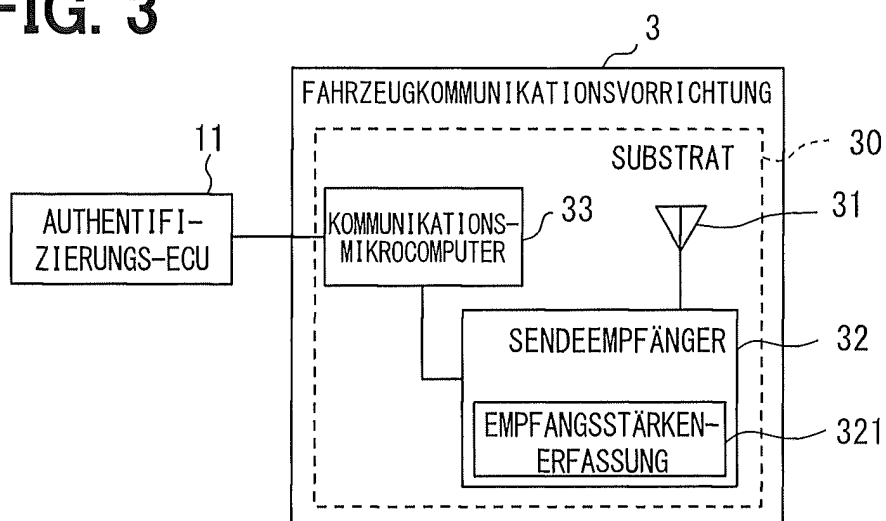 FIG. 3
3
FAHRZEUGKOMMUNIKATIONSVORRICHTUNG
30
SUBSTRAT
11
31
AUTHENTIFI-
ZIERUNGS-ECU
KOMMUNIKATIONS-
MIKROCOMPUTER
33
SENDEEMPFÄNGER
32
EMPFANGSSTÄRKEN-
ERFASSUNG
321